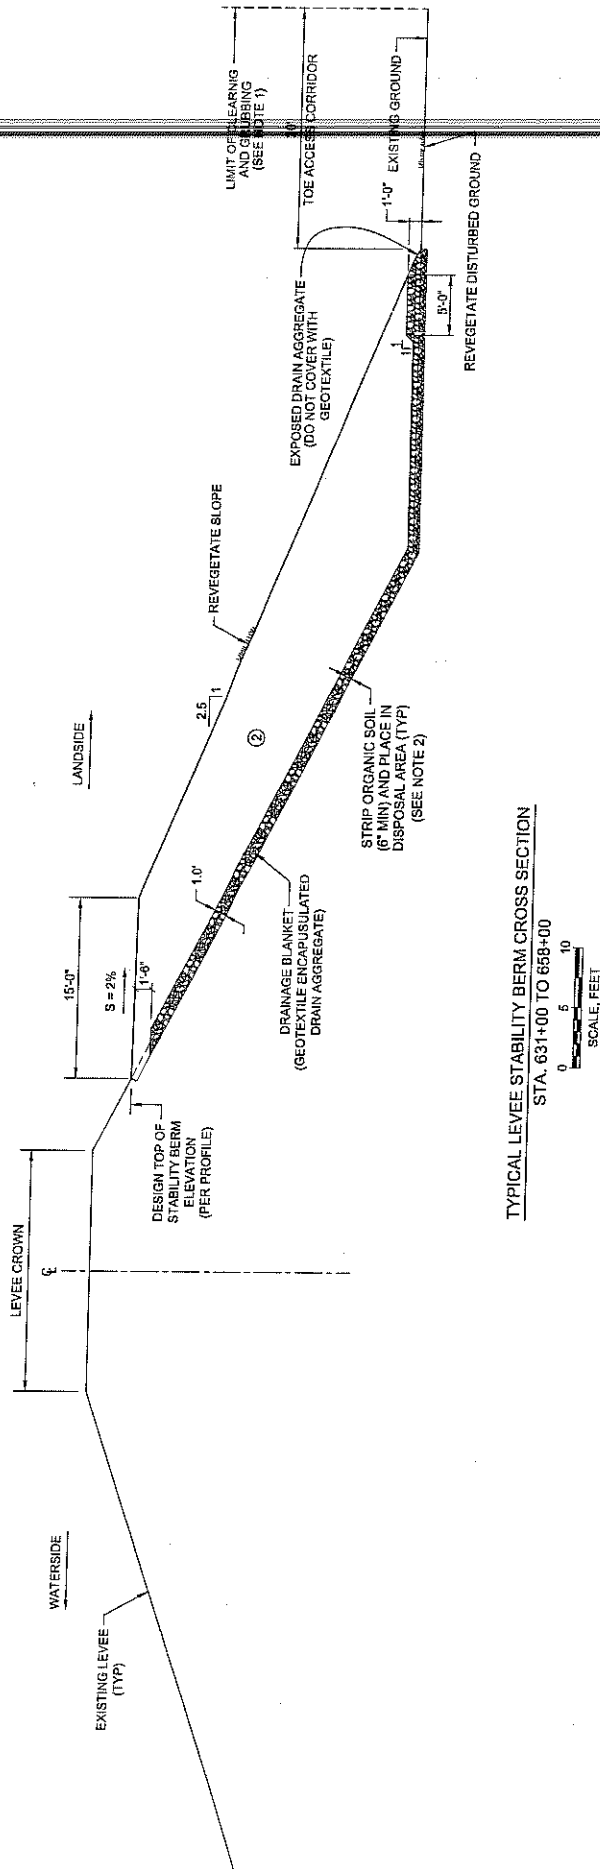 WATERSIDE
EXISTING LEVEE
(TYP)
LEVEE CROWN
℄
DESIGN TOP OF
STABILITY BERM
ELEVATION
(PER PROFILE)
15'-0"
S = 2%
1'-6"
LANDSIDE
1.0'
DRAINAGE BLANKET
(GEOTEXTILE ENCAPUSULATED
DRAIN AGGREGATE)
2.5
1
2
REVEGETATE SLOPE
STRIP ORGANIC SOIL
(6" MIN) AND PLACE IN
DISPOSAL AREA (TYP)
(SEE NOTE 2)
EXPOSED DRAIN AGGREGATE
(DO NOT COVER WITH
GEOTEXTILE)
1
1
5'-0"
1'-0"
LIMIT OF CLEARNIG
AND GRUBBING
(SEE NOTE 1)
TOE ACCESS CORRIDOR
EXISTING GROUND
REVEGETATE DISTURBED GROUND
TYPICAL LEVEE STABILITY BERM CROSS SECTION
STA. 631+00 TO 658+00
0 5 10
SCALE, FEET